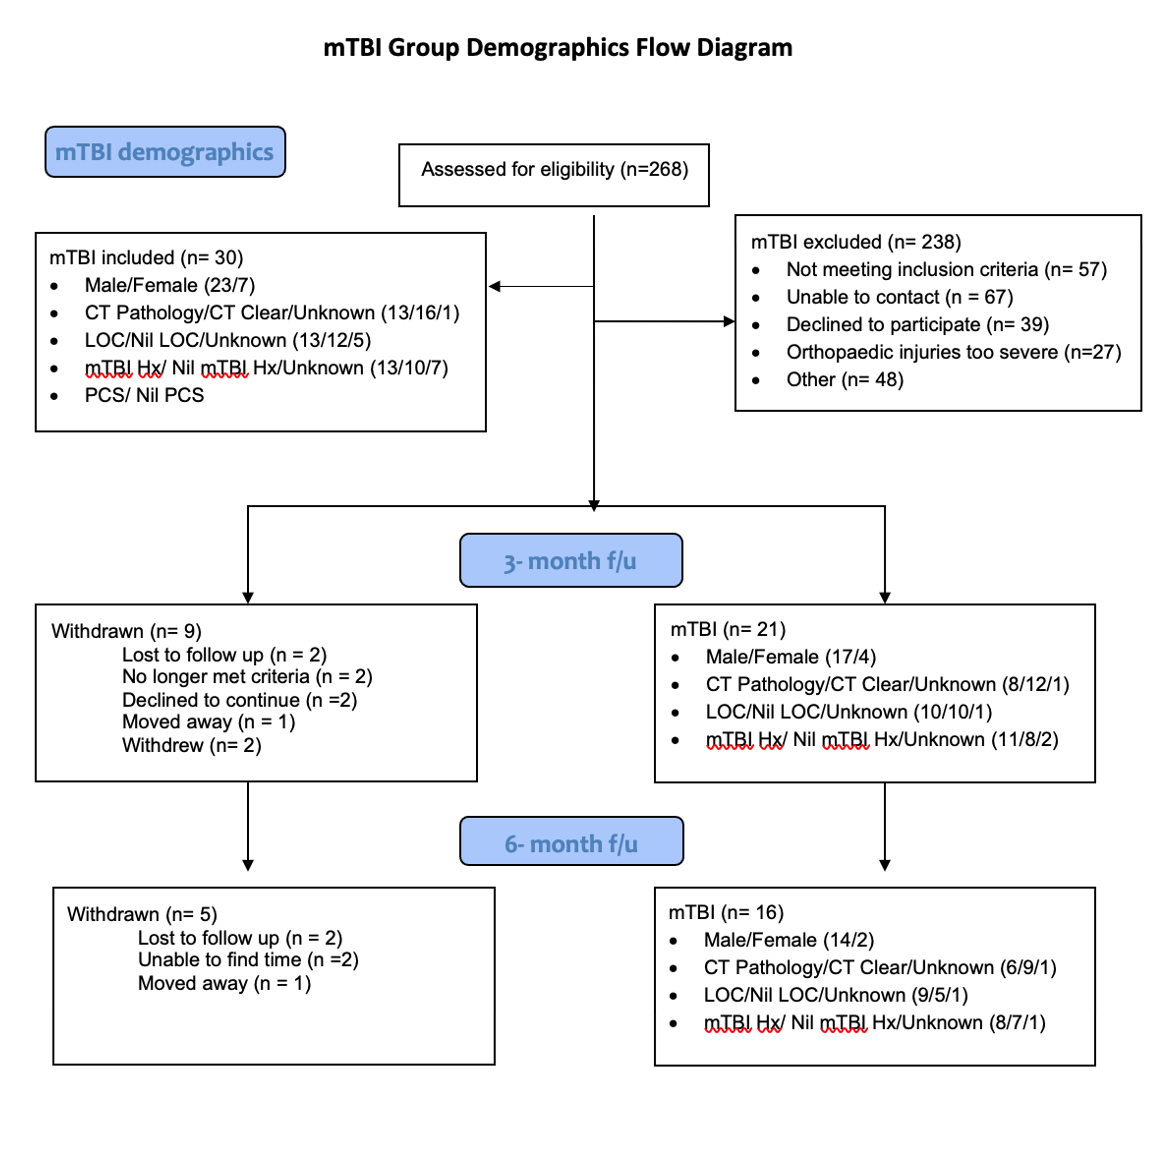 mTBI Group Demographics Flow Diagram
mTBI demographics
Assessed for eligibility (n=268)
mTBI included (n= 30)
• Male/Female (23/7)
• CT Pathology/CT Clear/Unknown (13/16/1)
• LOC/Nil LOC/Unknown (13/12/5)
• mTBI Hx/ Nil mTBI Hx/Unknown (13/10/7)
• PCS/ Nil PCS
mTBI excluded (n= 238)
• Not meeting inclusion criteria (n= 57)
• Unable to contact (n = 67)
• Declined to participate (n= 39)
• Orthopaedic injuries too severe (n=27)
• Other (n= 48)
3- month f/u
Withdrawn (n= 9)
Lost to follow up (n = 2)
No longer met criteria (n = 2)
Declined to continue (n =2)
Moved away (n = 1)
Withdrew (n= 2)
mTBI (n= 21)
• Male/Female (17/4)
• CT Pathology/CT Clear/Unknown (8/12/1)
• LOC/Nil LOC/Unknown (10/10/1)
• mTBI Hx/ Nil mTBI Hx/Unknown (11/8/2)
6- month f/u
Withdrawn (n= 5)
Lost to follow up (n = 2)
Unable to find time (n =2)
Moved away (n = 1)
mTBI (n= 16)
• Male/Female (14/2)
• CT Pathology/CT Clear/Unknown (6/9/1)
• LOC/Nil LOC/Unknown (9/5/1)
• mTBI Hx/ Nil mTBI Hx/Unknown (8/7/1)